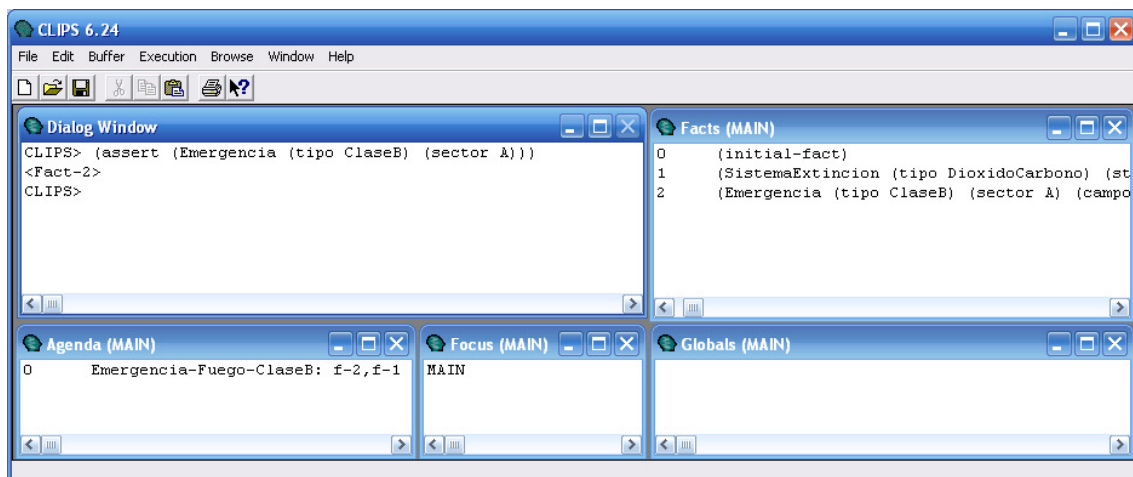 CLIPS 6.24
File Edit Buffer Execution Browse Window Help
Dialog Window
CLIPS> (assert (Emergencia (tipo ClaseB) (sector A)))
<Fact-2>
CLIPS>
Facts (MAIN)
0 (initial-fact)
1 (SistemaExtincion (tipo DioxidoCarbono) (st
2 (Emergencia (tipo ClaseB) (sector A) (campo
Agenda (MAIN)
0 Emergencia-Fuego-ClaseB: f-2,f-1
Focus (MAIN)
MAIN
Globals (MAIN)